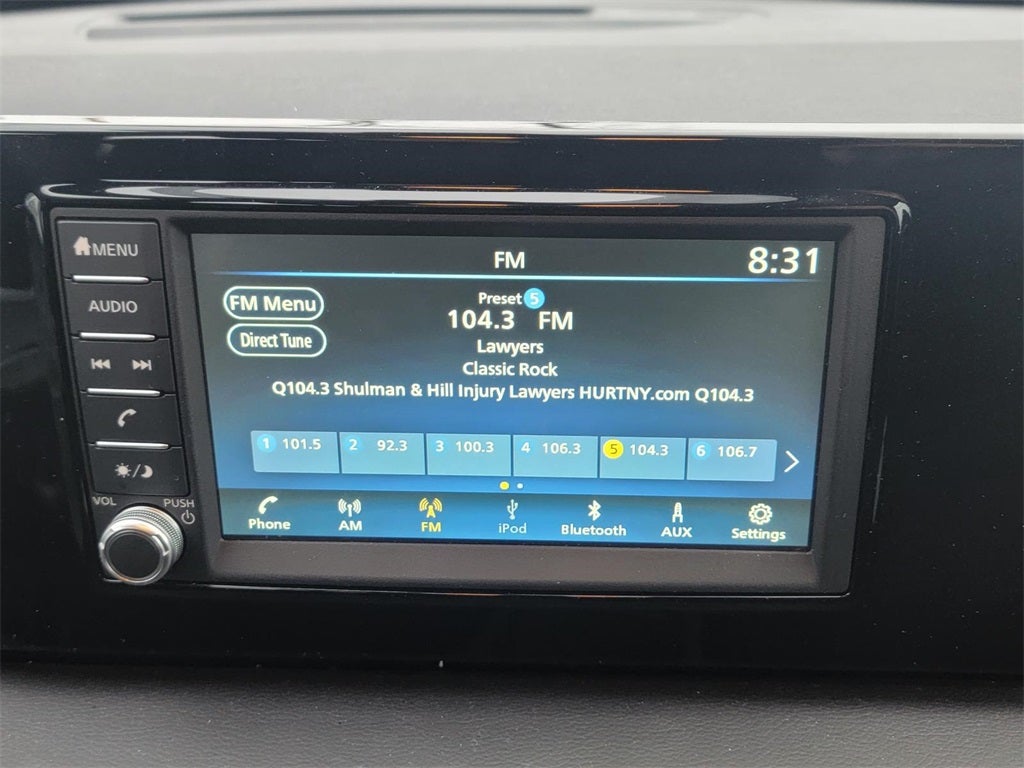 MENU
AUDIO
VOL PUSH
FM 8:31
FM Menu
Direct Tune
Preset 5
104.3 FM
Lawyers
Classic Rock
Q104.3 Shulman & Hill Injury Lawyers HURTNY.com Q104.3
1 101.5 2 92.3 3 100.3 4 106.3 5 104.3 6 106.7
Phone AM FM iPod Bluetooth AUX Settings